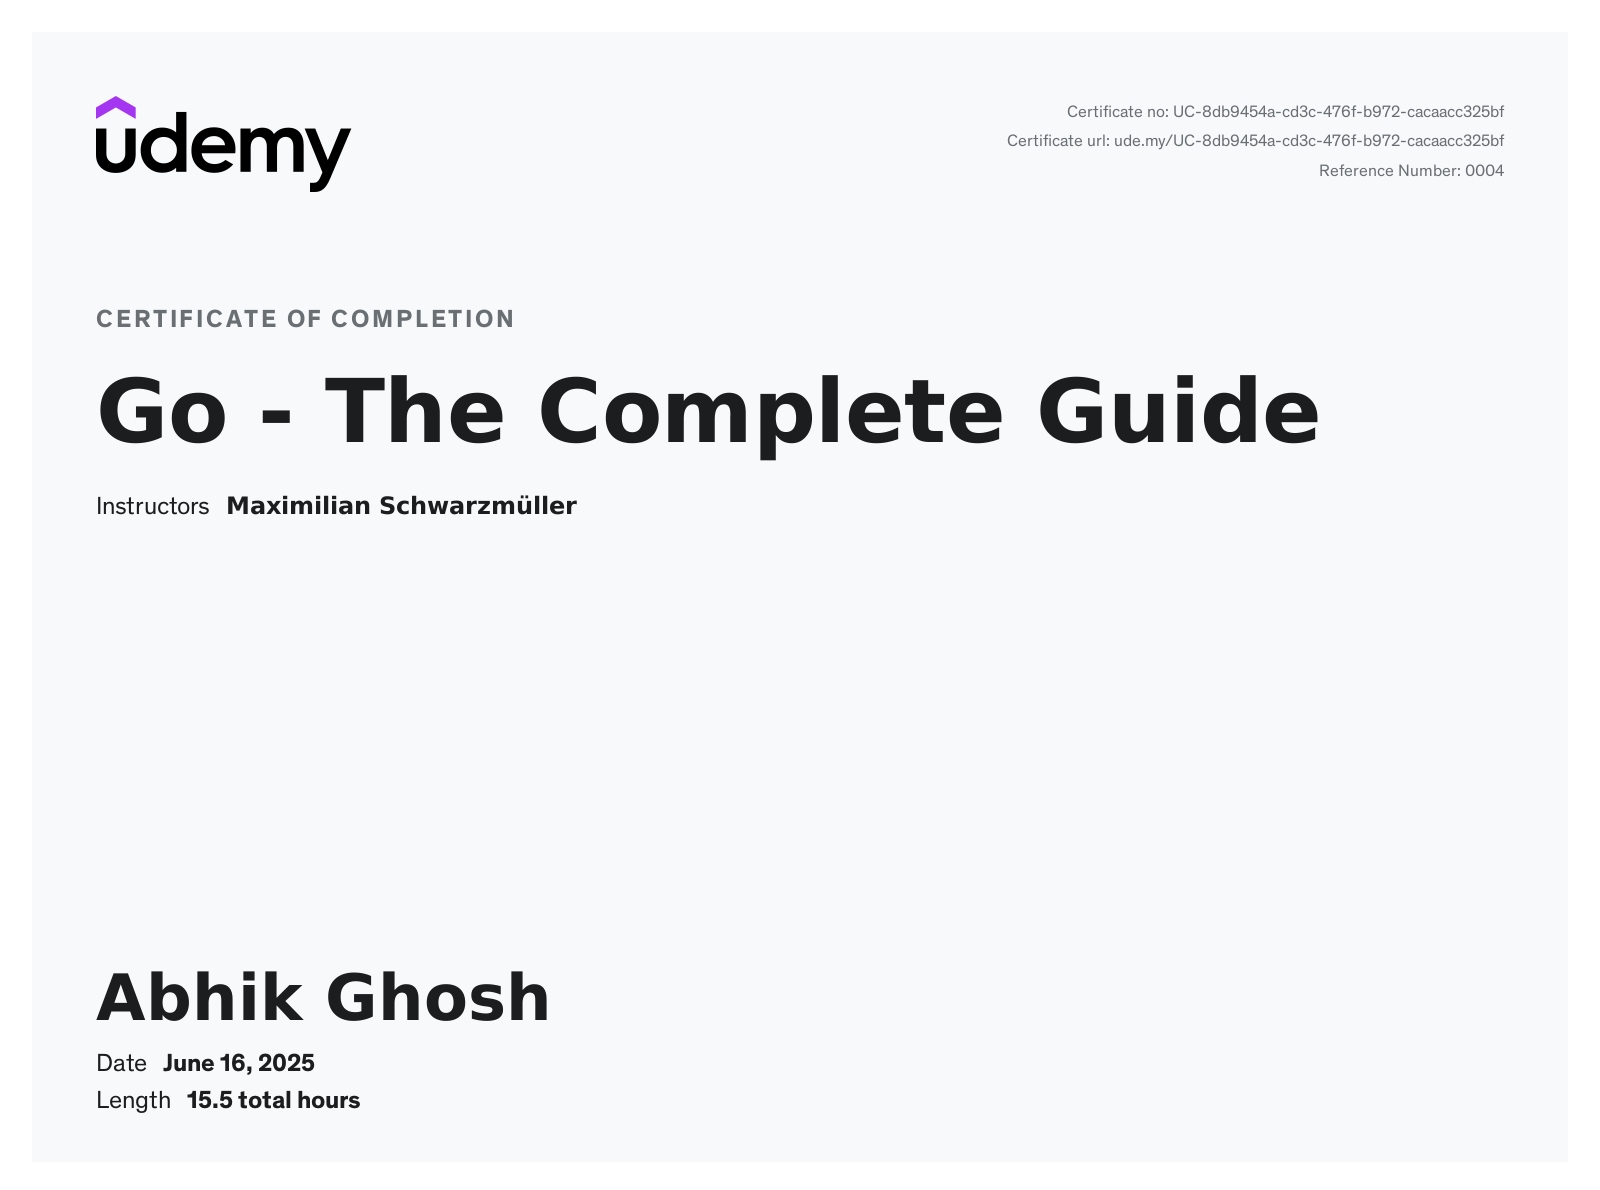 udemy
Certificate no: UC-8db9454a-cd3c-476f-b972-cacaacc325bf
Certificate url: ude.my/UC-8db9454a-cd3c-476f-b972-cacaacc325bf
Reference Number: 0004
CERTIFICATE OF COMPLETION
Go - The Complete Guide
Instructors Maximilian Schwarzmüller
Abhik Ghosh
Date June 16, 2025
Length 15.5 total hours